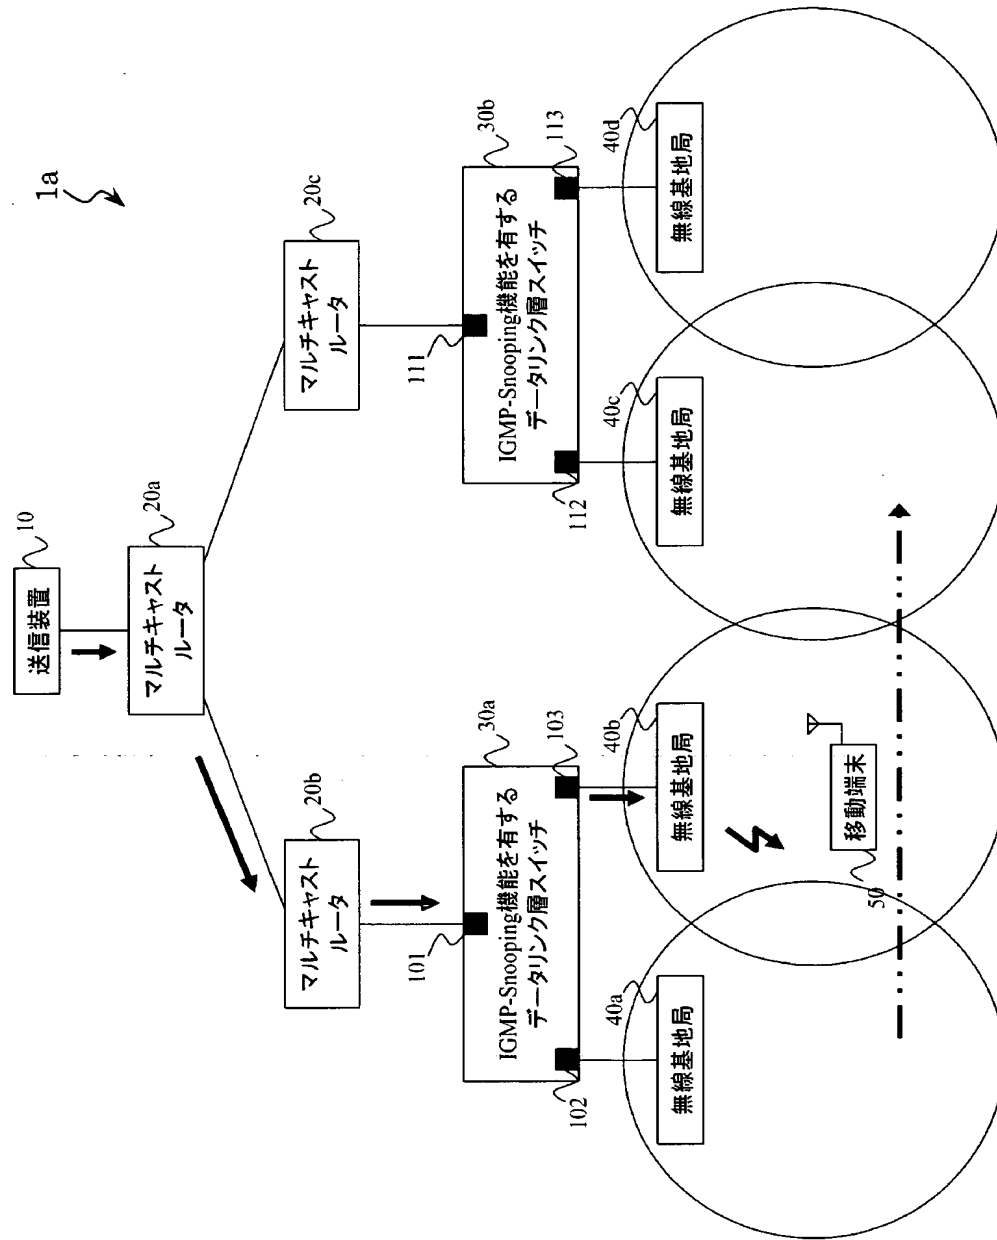 1a
10
送信装置
20a
マルチキャスト
ルータ
20b
マルチキャスト
ルータ
20c
マルチキャスト
ルータ
101
30a
IGMP-Snooping機能を有する
データリンク層スイッチ
102
103
111
30b
IGMP-Snooping機能を有する
データリンク層スイッチ
112
113
40a
無線基地局
40b
無線基地局
40c
無線基地局
40d
無線基地局
移動端末
50